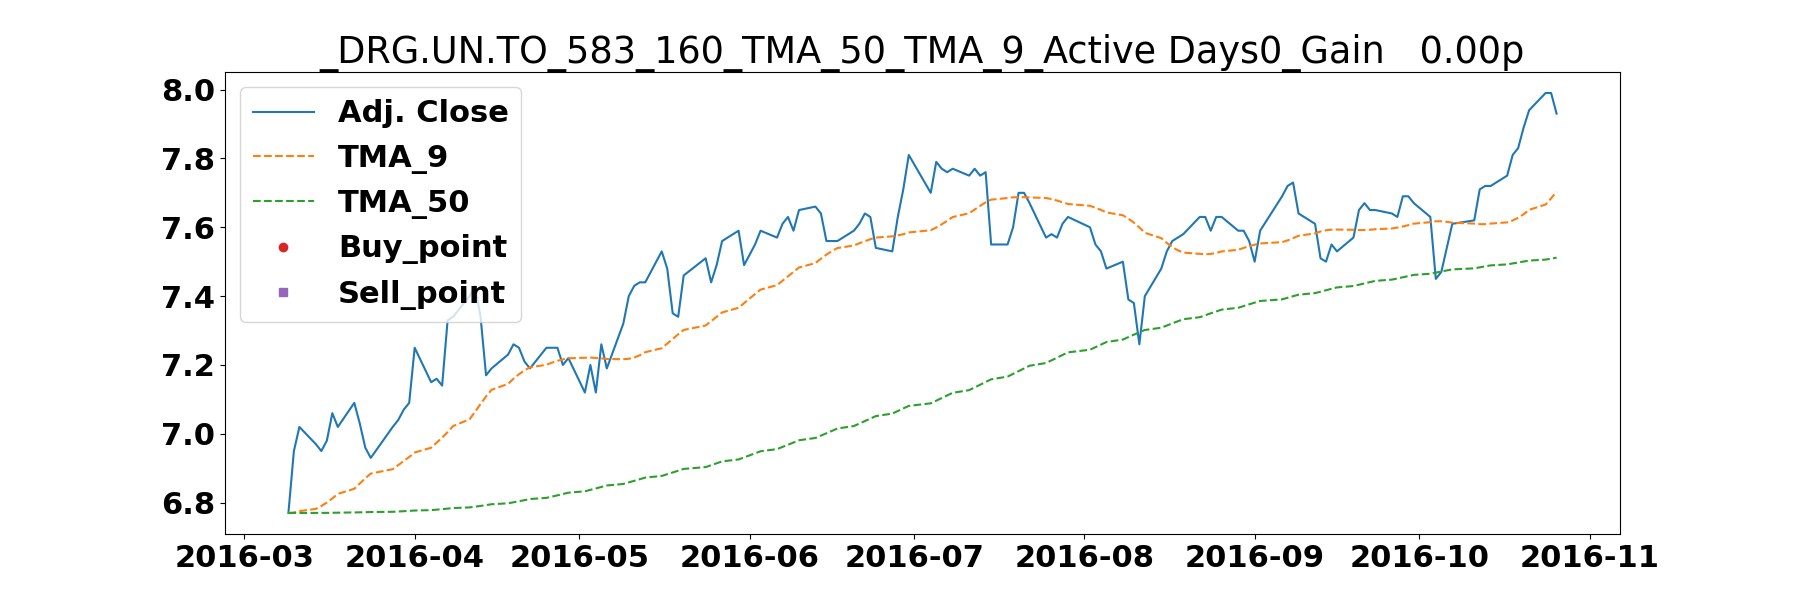 _DRG.UN.TO_583_160_TMA_50_TMA_9_Active Days0_Gain   0.00p
8.0
7.8
7.6
7.4
7.2
7.0
6.8
Adj. Close
TMA_9
TMA_50
Buy_point
Sell_point
2016-03 2016-04 2016-05 2016-06 2016-07 2016-08 2016-09 2016-10 2016-11